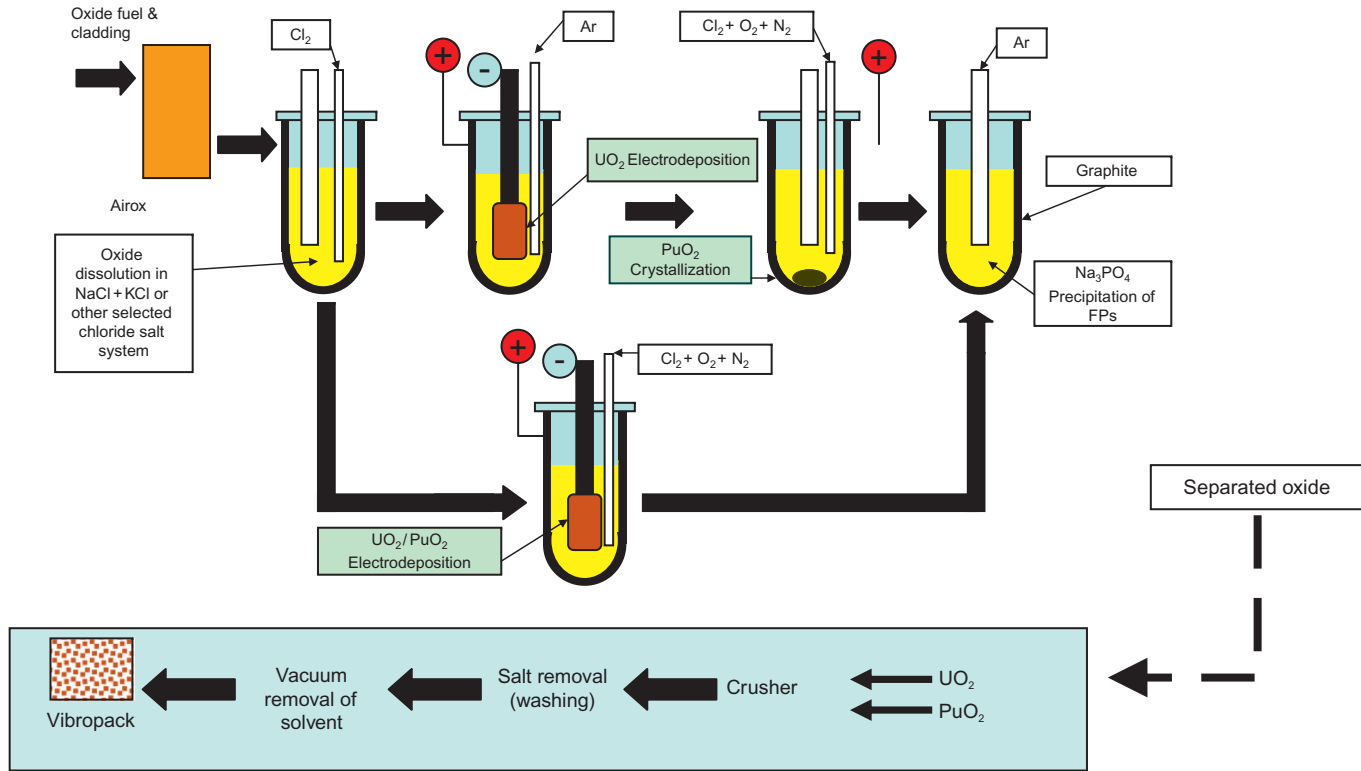 Oxide fuel &
cladding
Cl₂
Ar
Cl₂ + O₂ + N₂
Ar
+
-
+
UO₂ Electrodeposition
Graphite
Airox
PuO₂
Crystallization
Oxide
dissolution in
NaCl + KCl or
other selected
chloride salt
system
Na₃PO₄
Precipitation of
FPs
+
-
Cl₂ + O₂ + N₂
UO₂/PuO₂
Electrodeposition
Separated oxide
Vibropack
Vacuum
removal of
solvent
Salt removal
(washing)
Crusher
UO₂
PuO₂